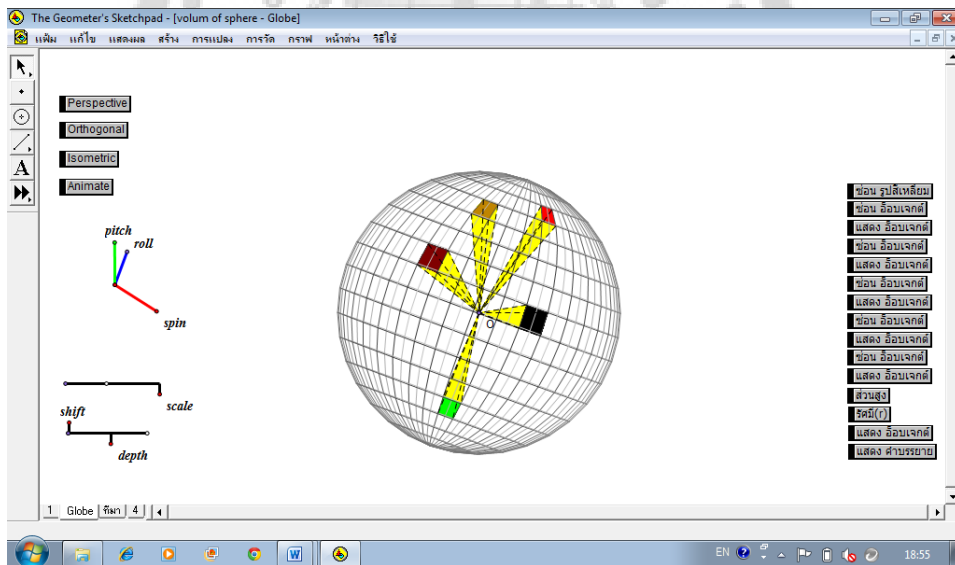 The Geometer's Sketchpad - [volum of sphere - Globe]
แฟ้ม แก้ไข แสดงผล สร้าง การแปลง การวัด กราฟ หน้าต่าง วิธีใช้
A
Perspective
Orthogonal
Isometric
Animate
pitch
roll
spin
scale
shift
depth
O
ซ่อน รูปสี่เหลี่ยม
ซ่อน อ็อบเจกต์
แสดง อ็อบเจกต์
ซ่อน อ็อบเจกต์
แสดง อ็อบเจกต์
ซ่อน อ็อบเจกต์
แสดง อ็อบเจกต์
ซ่อน อ็อบเจกต์
แสดง อ็อบเจกต์
ซ่อน อ็อบเจกต์
แสดง อ็อบเจกต์
ส่วนสูง
รัศมี(r)
แสดง อ็อบเจกต์
แสดง คำบรรยาย
1 Globe ที่มา 4
W
EN 18:55